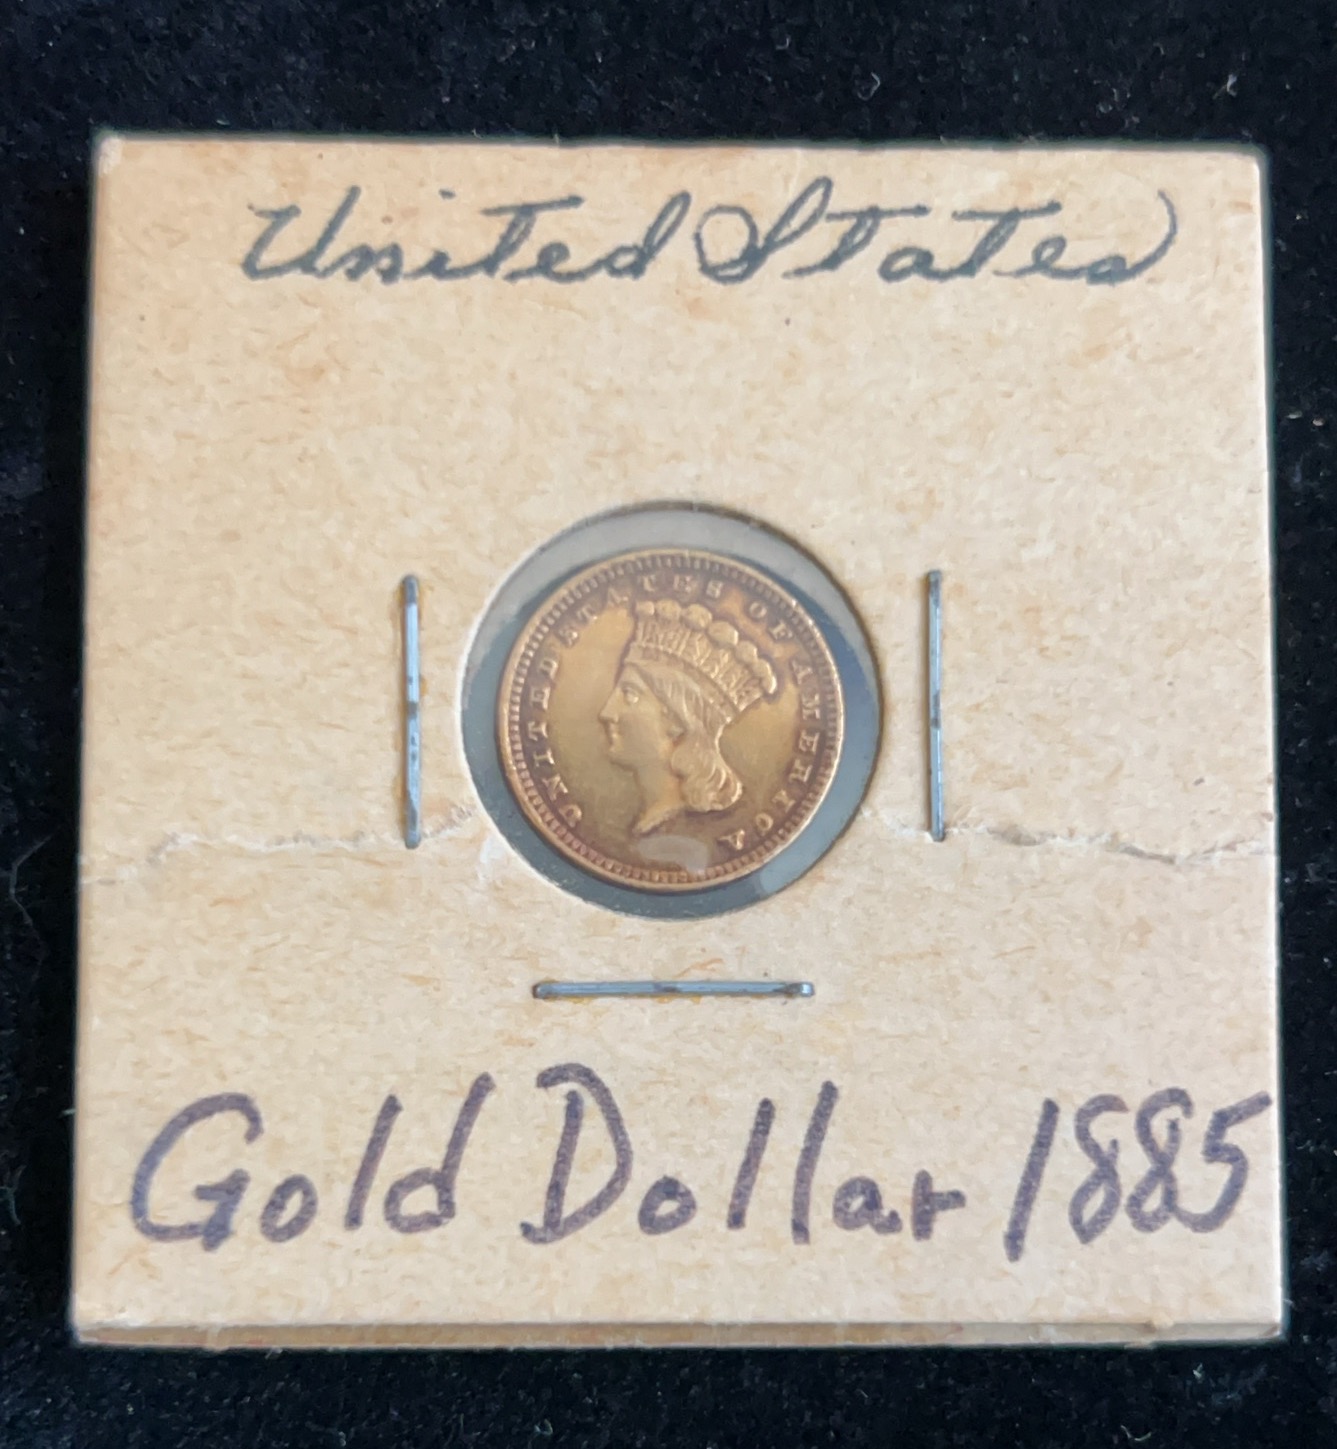 United States
UNITED STATES OF AMERICA
Gold Dollar 1885